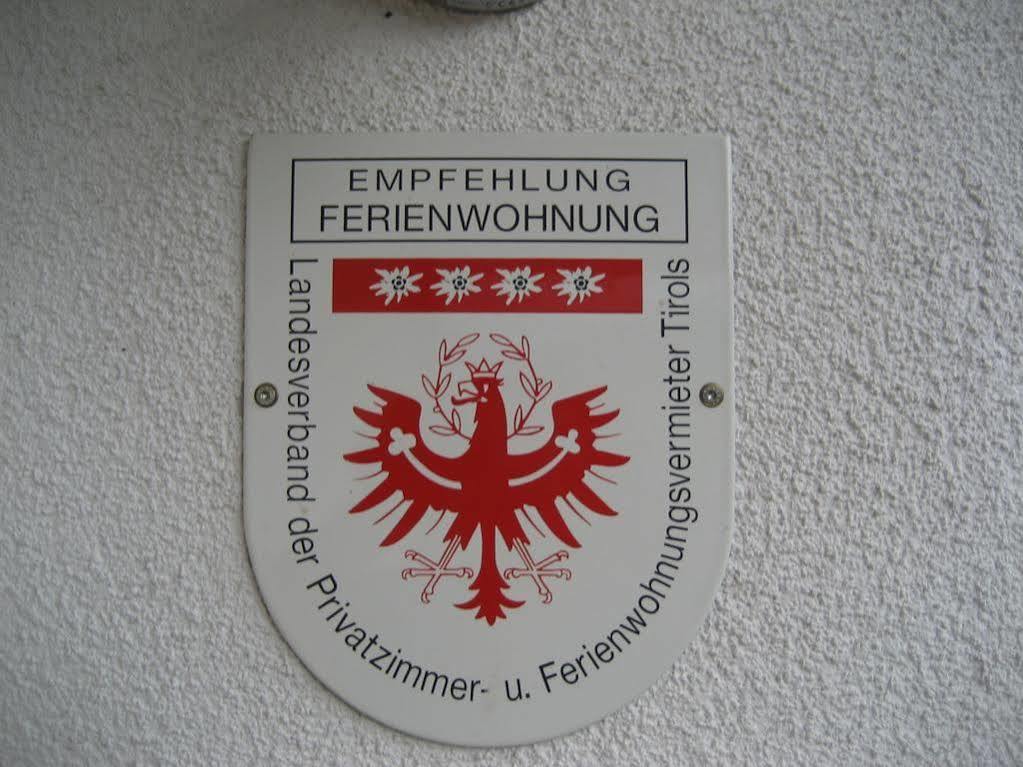 EMPFEHLUNG
FERIENWOHNUNG
Landesverband der Privatzimmer- u. Ferienwohnungsvermieter Tirols